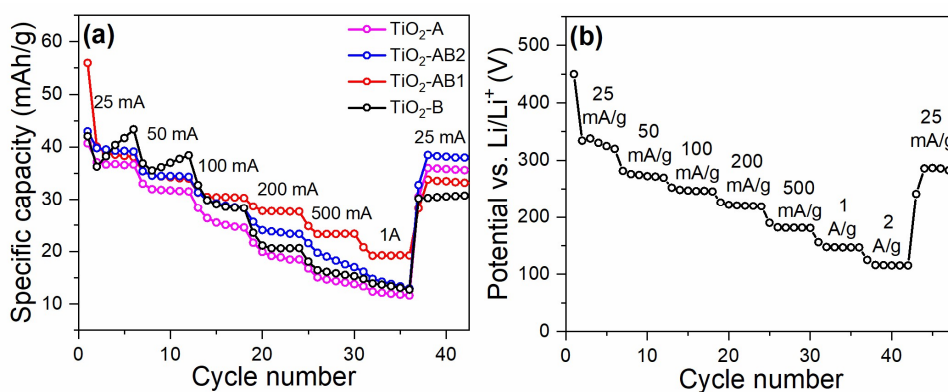 (a)
TiO2-A
TiO2-AB2
TiO2-AB1
TiO2-B
25 mA
50 mA
100 mA
200 mA
500 mA
1A
25 mA
60
50
40
30
20
10
0 10 20 30 40
Specific capacity (mAh/g)
Cycle number
(b)
25
mA/g
50
mA/g
100
mA/g
200
mA/g
500
mA/g
1
A/g
2
A/g
25
mA/g
500
400
300
200
100
0
0 10 20 30 40
Potential vs. Li/Li+ (V)
Cycle number